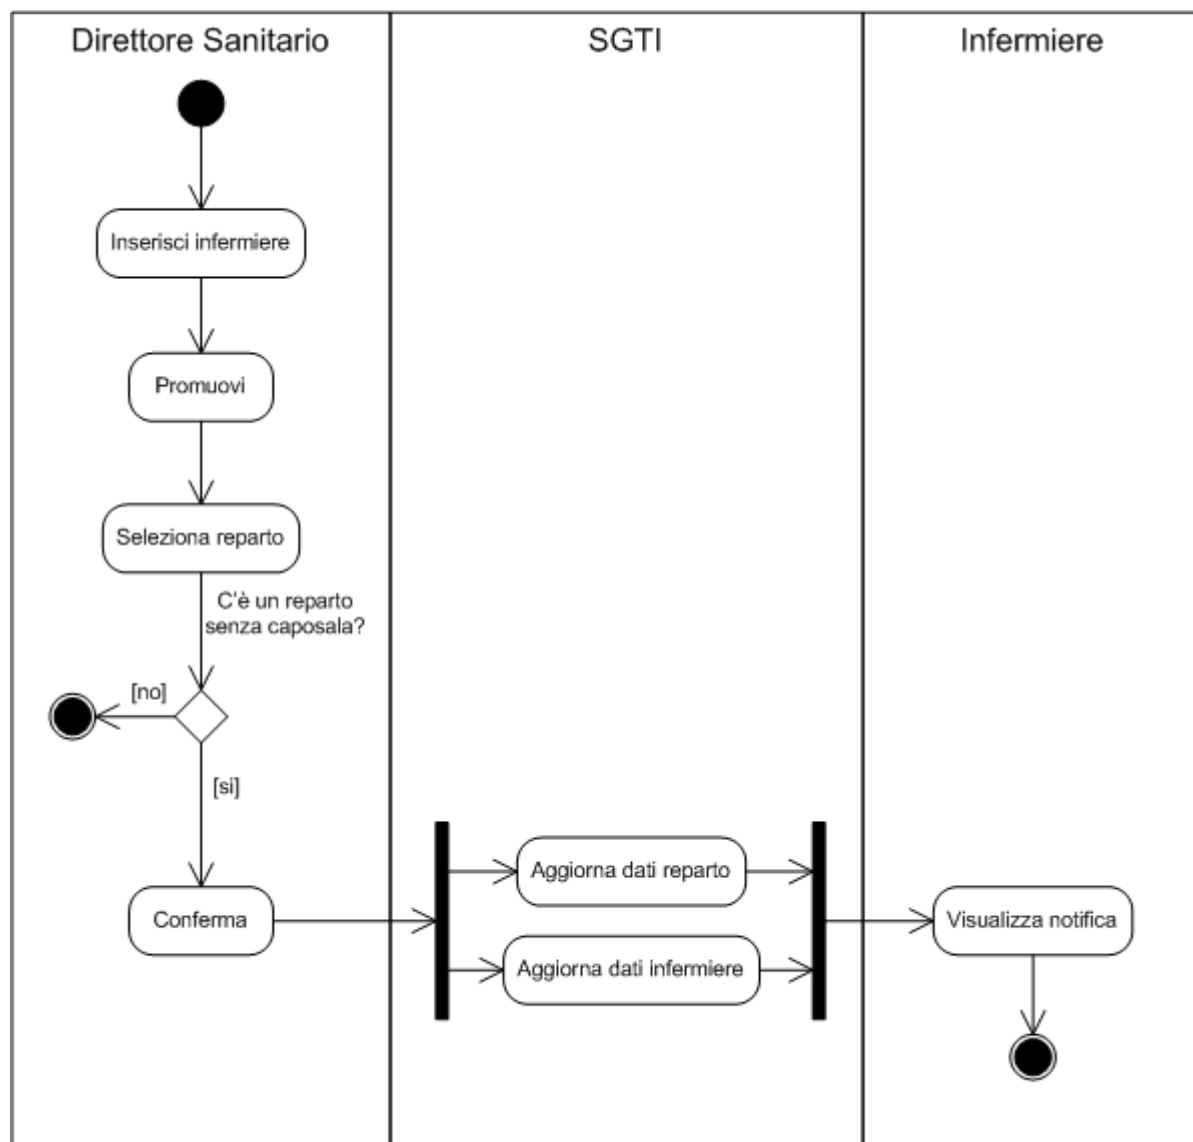 Direttore Sanitario
SGTI
Infermiere
Inserisci infermiere
Promuovi
Seleziona reparto
C'è un reparto
senza caposala?
[no]
[si]
Aggiorna dati reparto
Conferma
Visualizza notifica
Aggiorna dati infermiere